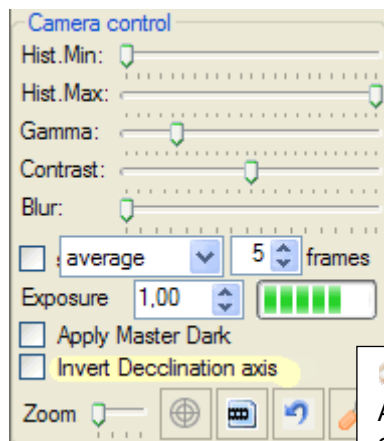 Camera control
Hist.Min:
Hist.Max:
Gamma:
Contrast:
Blur:
average 5 frames
Exposure 1,00
Apply Master Dark
Invert Decclination axis
Zoom